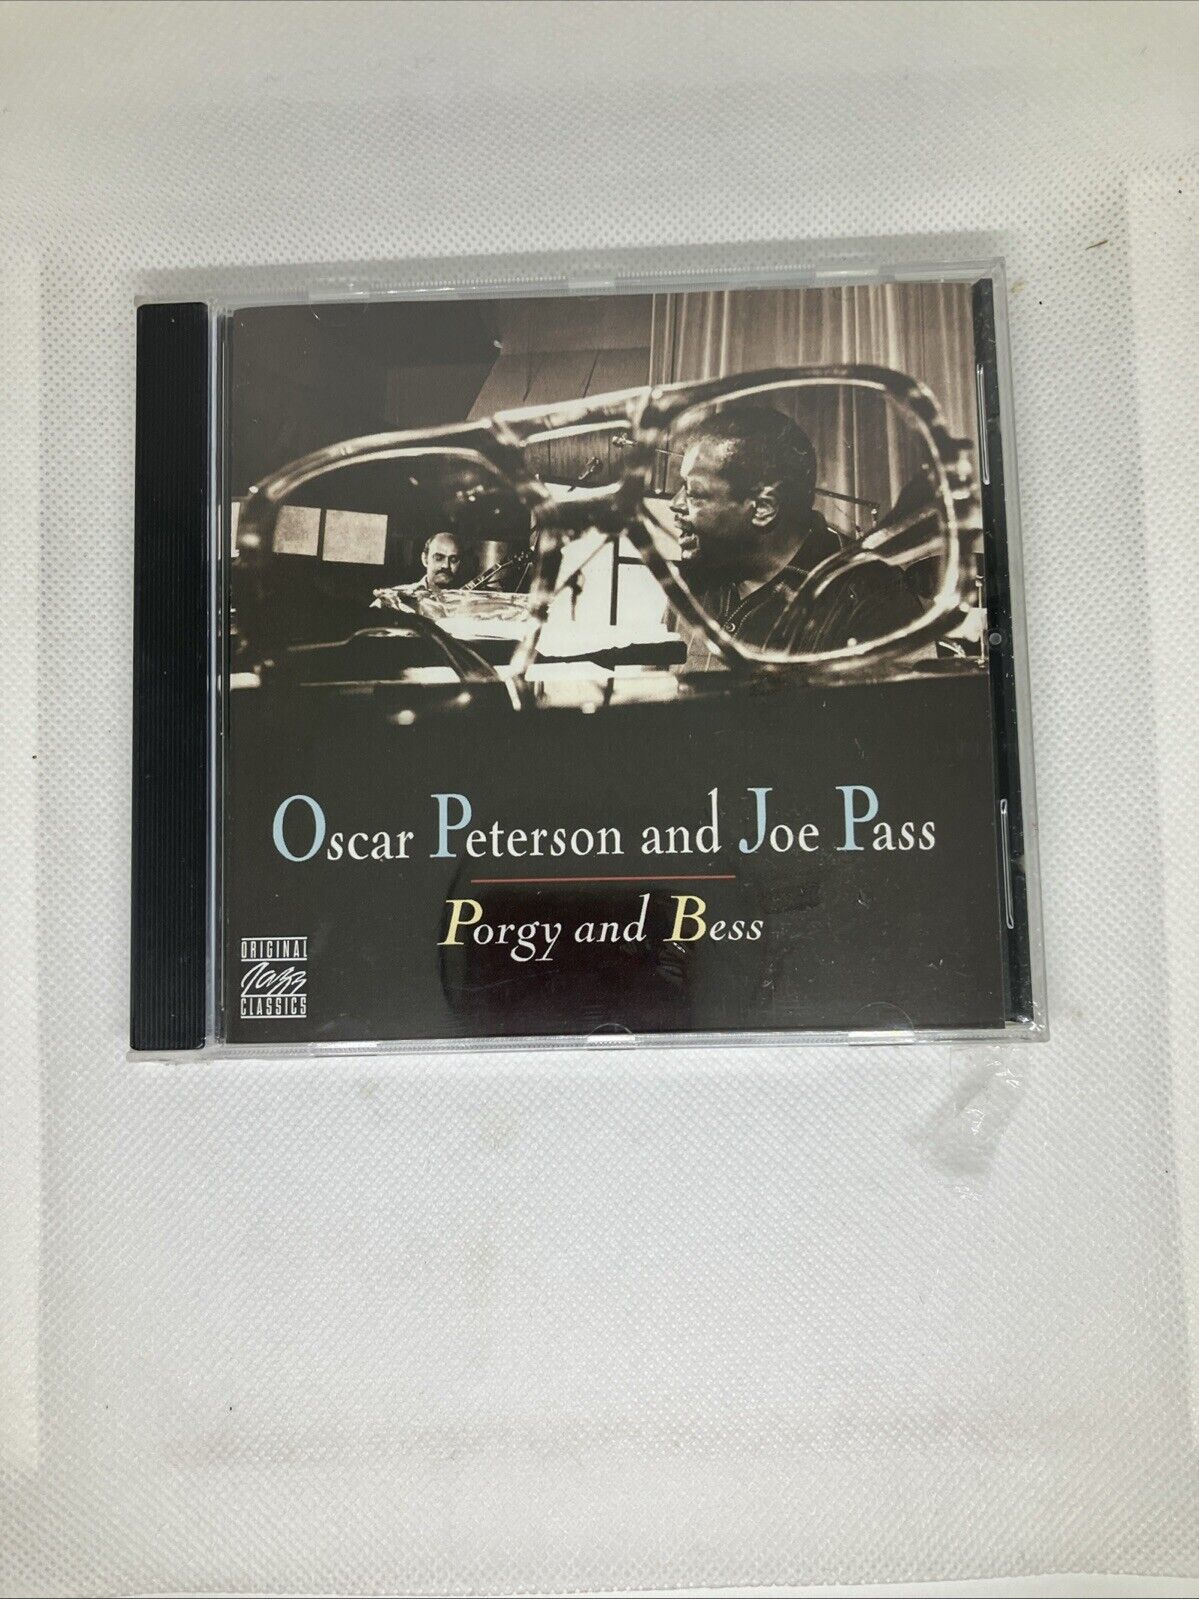 Oscar Peterson and Joe Pass
Porgy and Bess
ORIGINAL
Jazz
CLASSICS